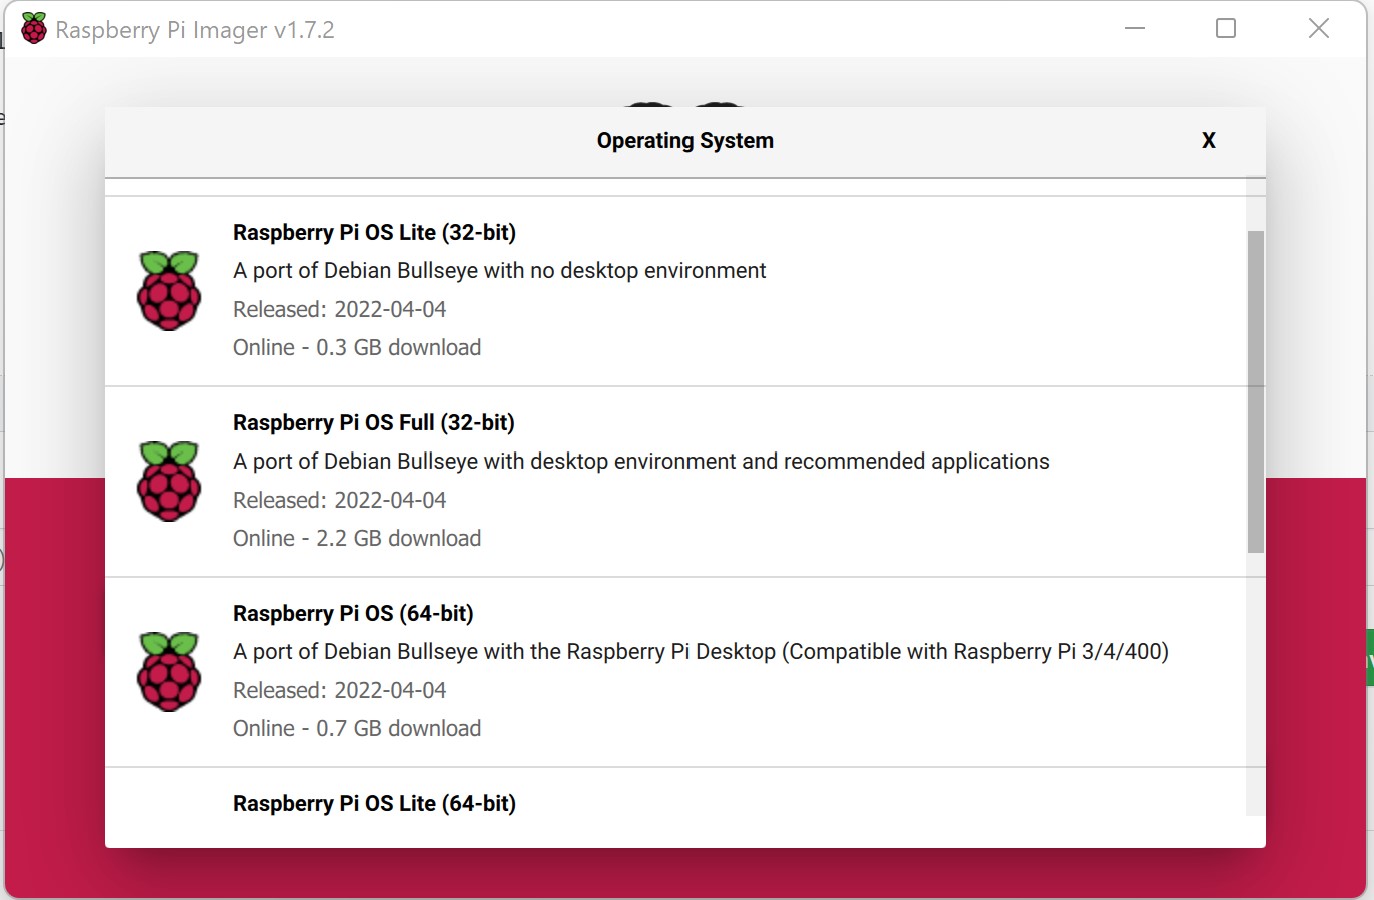 Raspberry Pi Imager v1.7.2
Operating System
X
Raspberry Pi OS Lite (32-bit)
A port of Debian Bullseye with no desktop environment
Released: 2022-04-04
Online - 0.3 GB download
Raspberry Pi OS Full (32-bit)
A port of Debian Bullseye with desktop environment and recommended applications
Released: 2022-04-04
Online - 2.2 GB download
Raspberry Pi OS (64-bit)
A port of Debian Bullseye with the Raspberry Pi Desktop (Compatible with Raspberry Pi 3/4/400)
Released: 2022-04-04
Online - 0.7 GB download
Raspberry Pi OS Lite (64-bit)